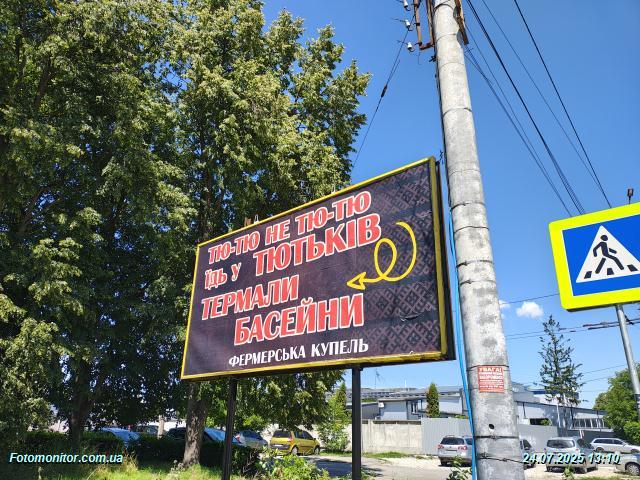 ТЮ-ТЮ НЕ ТЮ-ТЮ
ЇДЬ У ТЮТЬКІВ
ТЕРМАЛИ
БАСЕЙНИ
ФЕРМЕРСЬКА КУПЕЛЬ
УВАГА!
Fotomonitor.com.ua
24.07.2025 13:10